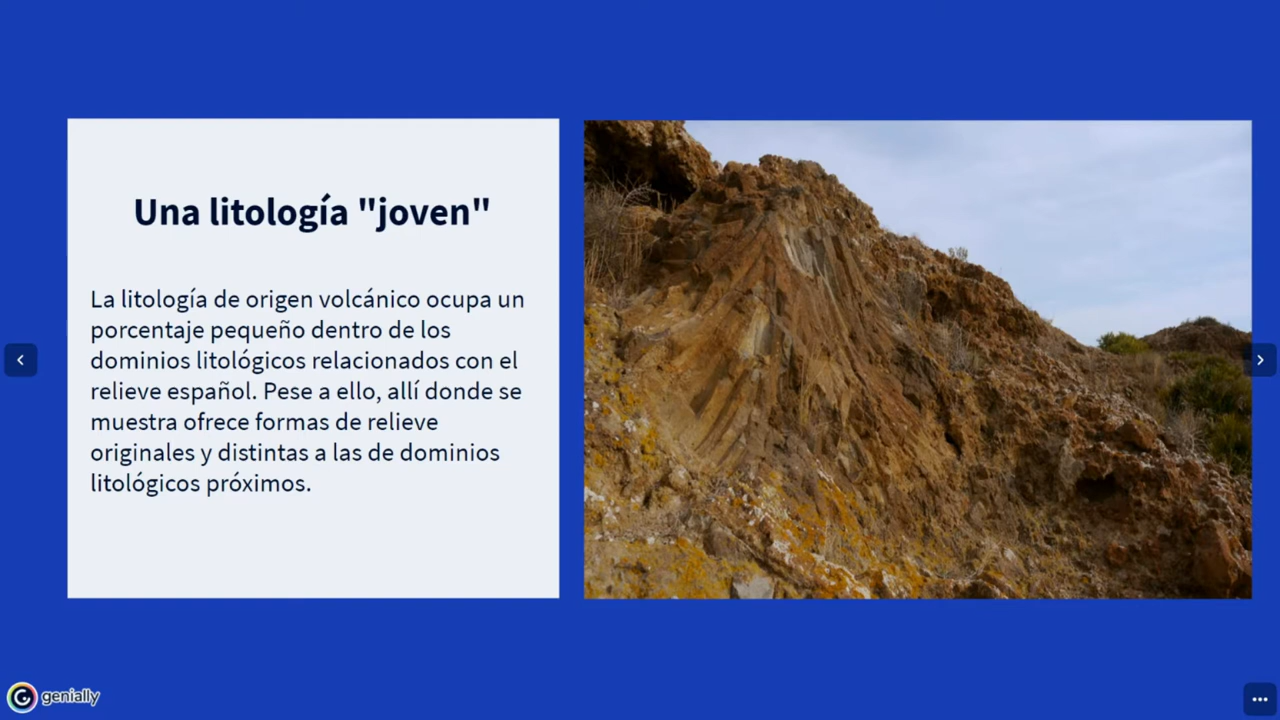 Una litología "joven"
La litología de origen volcánico ocupa un
porcentaje pequeño dentro de los
dominios litológicos relacionados con el
relieve español. Pese a ello, allí donde se
muestra ofrece formas de relieve
originales y distintas a las de dominios
litológicos próximos.
genially